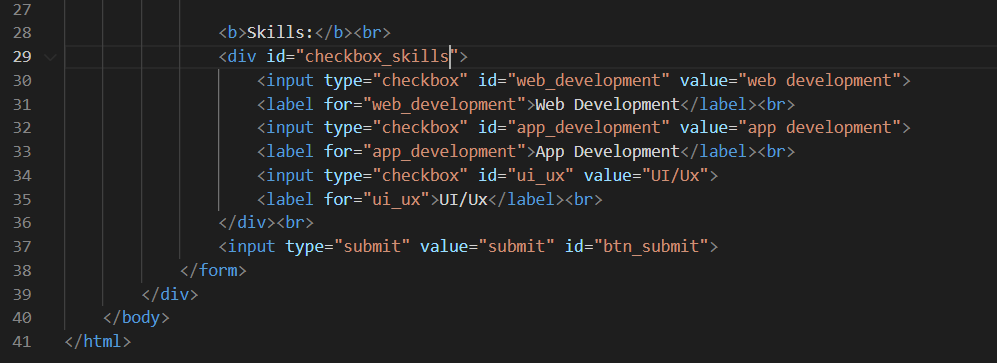 27
28 <b>Skills:</b><br>
29 <div id="checkbox_skills">
30 <input type="checkbox" id="web_development" value="web development">
31 <label for="web_development">Web Development</label><br>
32 <input type="checkbox" id="app_development" value="app development">
33 <label for="app_development">App Development</label><br>
34 <input type="checkbox" id="ui_ux" value="UI/Ux">
35 <label for="ui_ux">UI/Ux</label><br>
36 </div><br>
37 <input type="submit" value="submit" id="btn_submit">
38 </form>
39 </div>
40 </body>
41 </html>